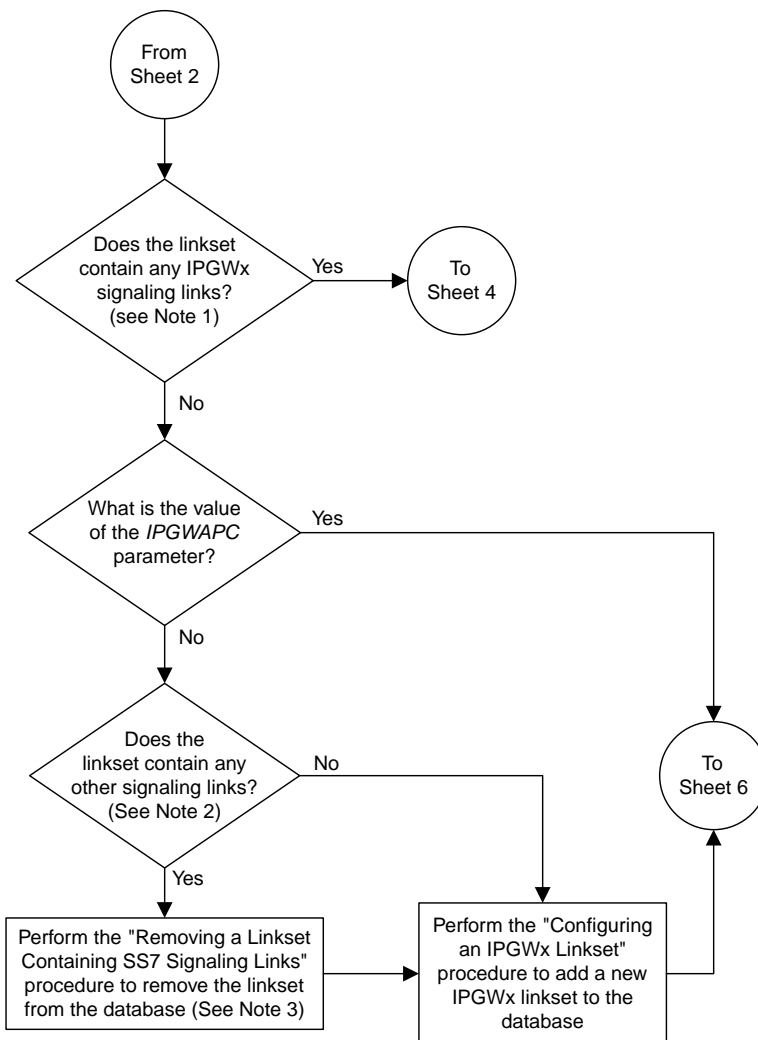 From
Sheet 2
Does the linkset
contain any IPGWx
signaling links?
(see Note 1)
Yes
To
Sheet 4
No
What is the value
of the IPGWAPC
parameter?
Yes
No
Does the
linkset contain any
other signaling links?
(See Note 2)
No
To
Sheet 6
Yes
Perform the "Removing a Linkset
Containing SS7 Signaling Links"
procedure to remove the linkset
from the database (See Note 3)
Perform the "Configuring
an IPGWx Linkset"
procedure to add a new
IPGWx linkset to the
database